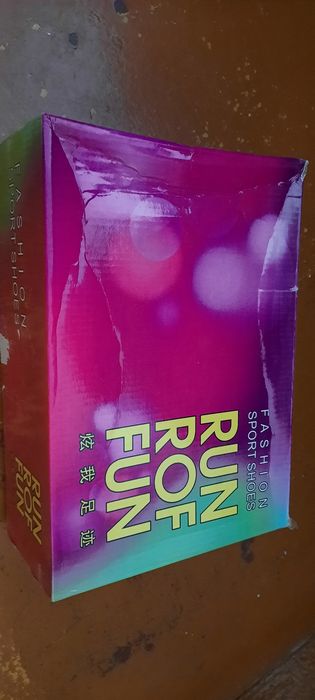 FASHION
SPORT SHOES
RUN
ROF
FUN
炫我足迹
FASHION
SPORT SHOES
RUN
ROF
FUN